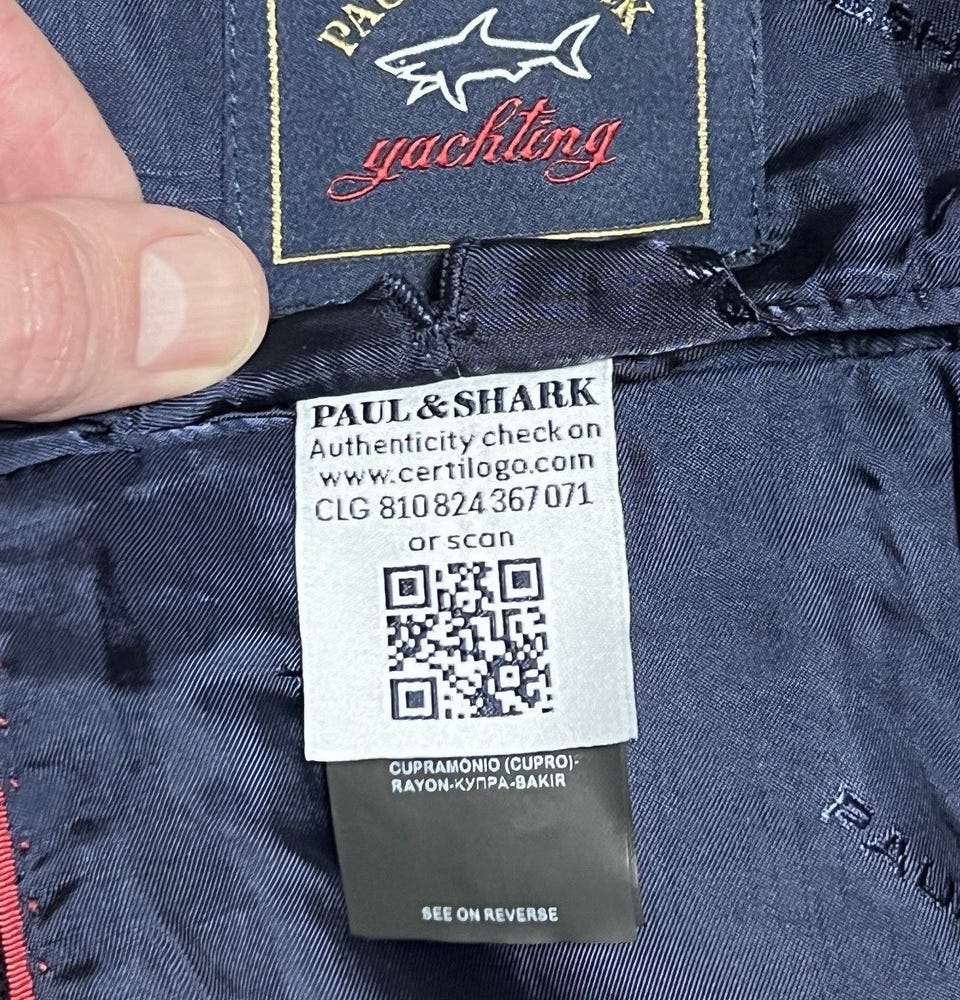 yachting
PAUL & SHARK
Authenticity check on
www.certilogo.com
CLG 810 824 367 071
or scan
CUPRAMONIO (CUPRO)-
RAYON-КУПРА-BAKIR
SEE ON REVERSE